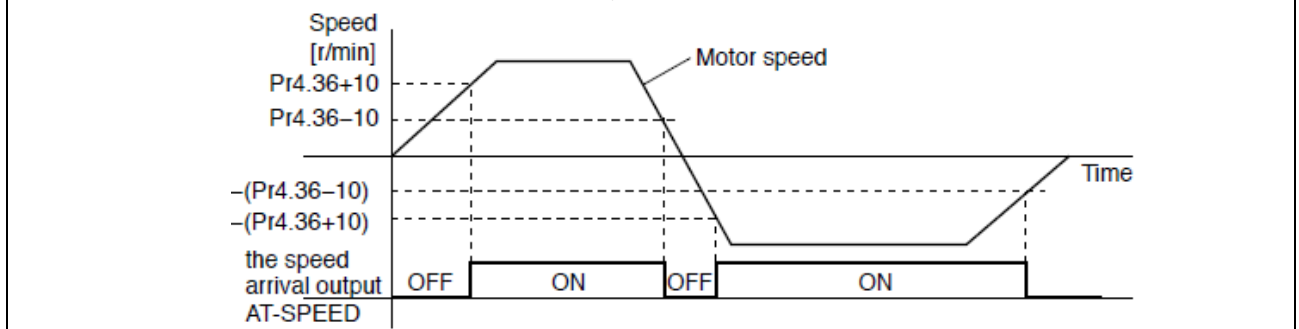 Speed
[r/min]
Motor speed
Pr4.36+10
Pr4.36−10
Time
−(Pr4.36−10)
−(Pr4.36+10)
the speed
arrival output
OFF ON OFF ON
AT-SPEED